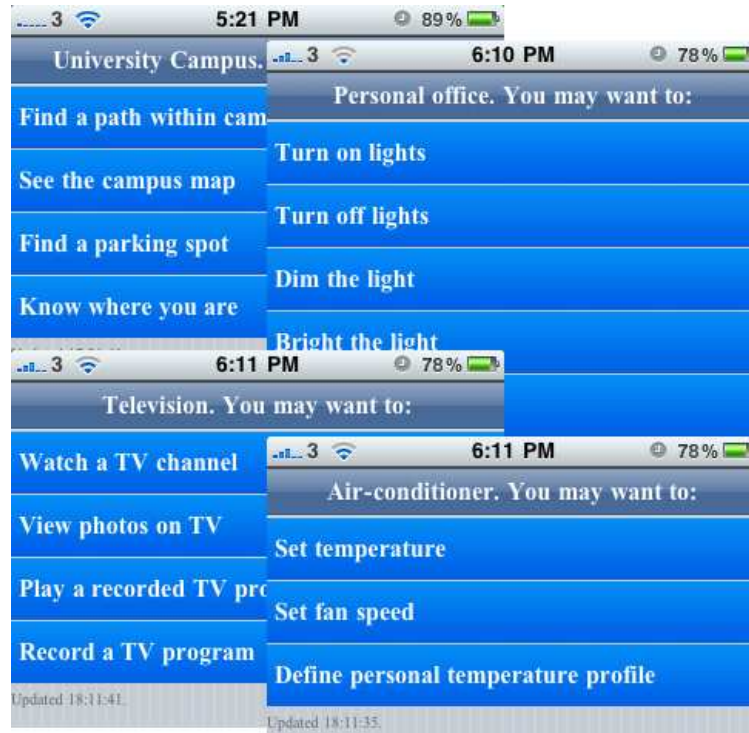 3 5:21 PM 89%
University Campus.
Find a path within cam
See the campus map
Find a parking spot
Know where you are
3 6:10 PM 78%
Personal office. You may want to:
Turn on lights
Turn off lights
Dim the light
Bright the light
3 6:11 PM 78%
Television. You may want to:
Watch a TV channel
View photos on TV
Play a recorded TV pro
Record a TV program
Updated 18:11:41.
3 6:11 PM 78%
Air-conditioner. You may want to:
Set temperature
Set fan speed
Define personal temperature profile
Updated 18:11:35.